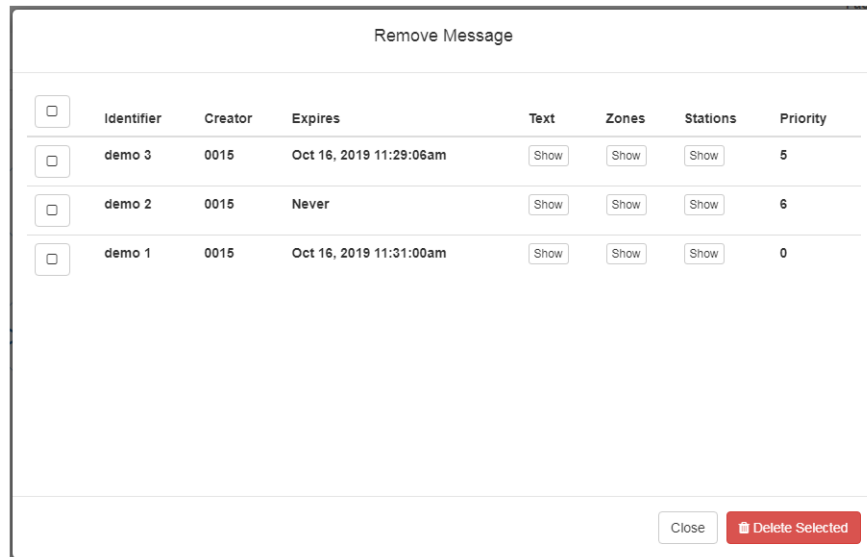 Remove Message
Identifier Creator Expires Text Zones Stations Priority
demo 3 0015 Oct 16, 2019 11:29:06am Show Show Show 5
demo 2 0015 Never Show Show Show 6
demo 1 0015 Oct 16, 2019 11:31:00am Show Show Show 0
Close Delete Selected